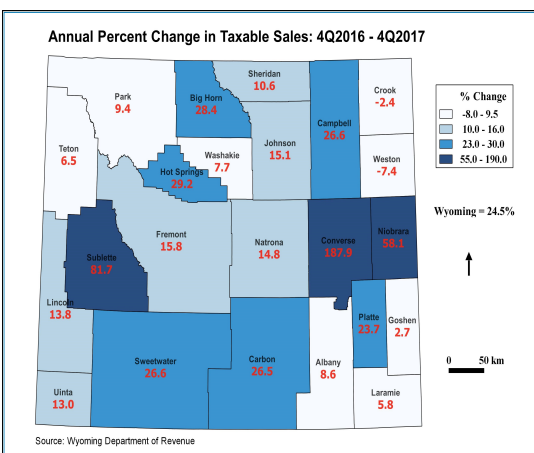 Annual Percent Change in Taxable Sales: 4Q2016 - 4Q2017
Sheridan
10.6
Park
9.4
Big Horn
28.4
Crook
-2.4
Campbell
26.6
Johnson
15.1
Teton
6.5
Washakie
7.7
Weston
-7.4
Hot Springs
29.2
% Change
-8.0 - 9.5
10.0 - 16.0
23.0 - 30.0
55.0 - 190.0
Wyoming = 24.5%
Fremont
15.8
Natrona
14.8
Converse
187.9
Niobrara
58.1
Sublette
81.7
Lincoln
13.8
Platte
23.7
Goshen
2.7
Sweetwater
26.6
Carbon
26.5
Albany
8.6
Uinta
13.0
Laramie
5.8
0 50 km
Source: Wyoming Department of Revenue